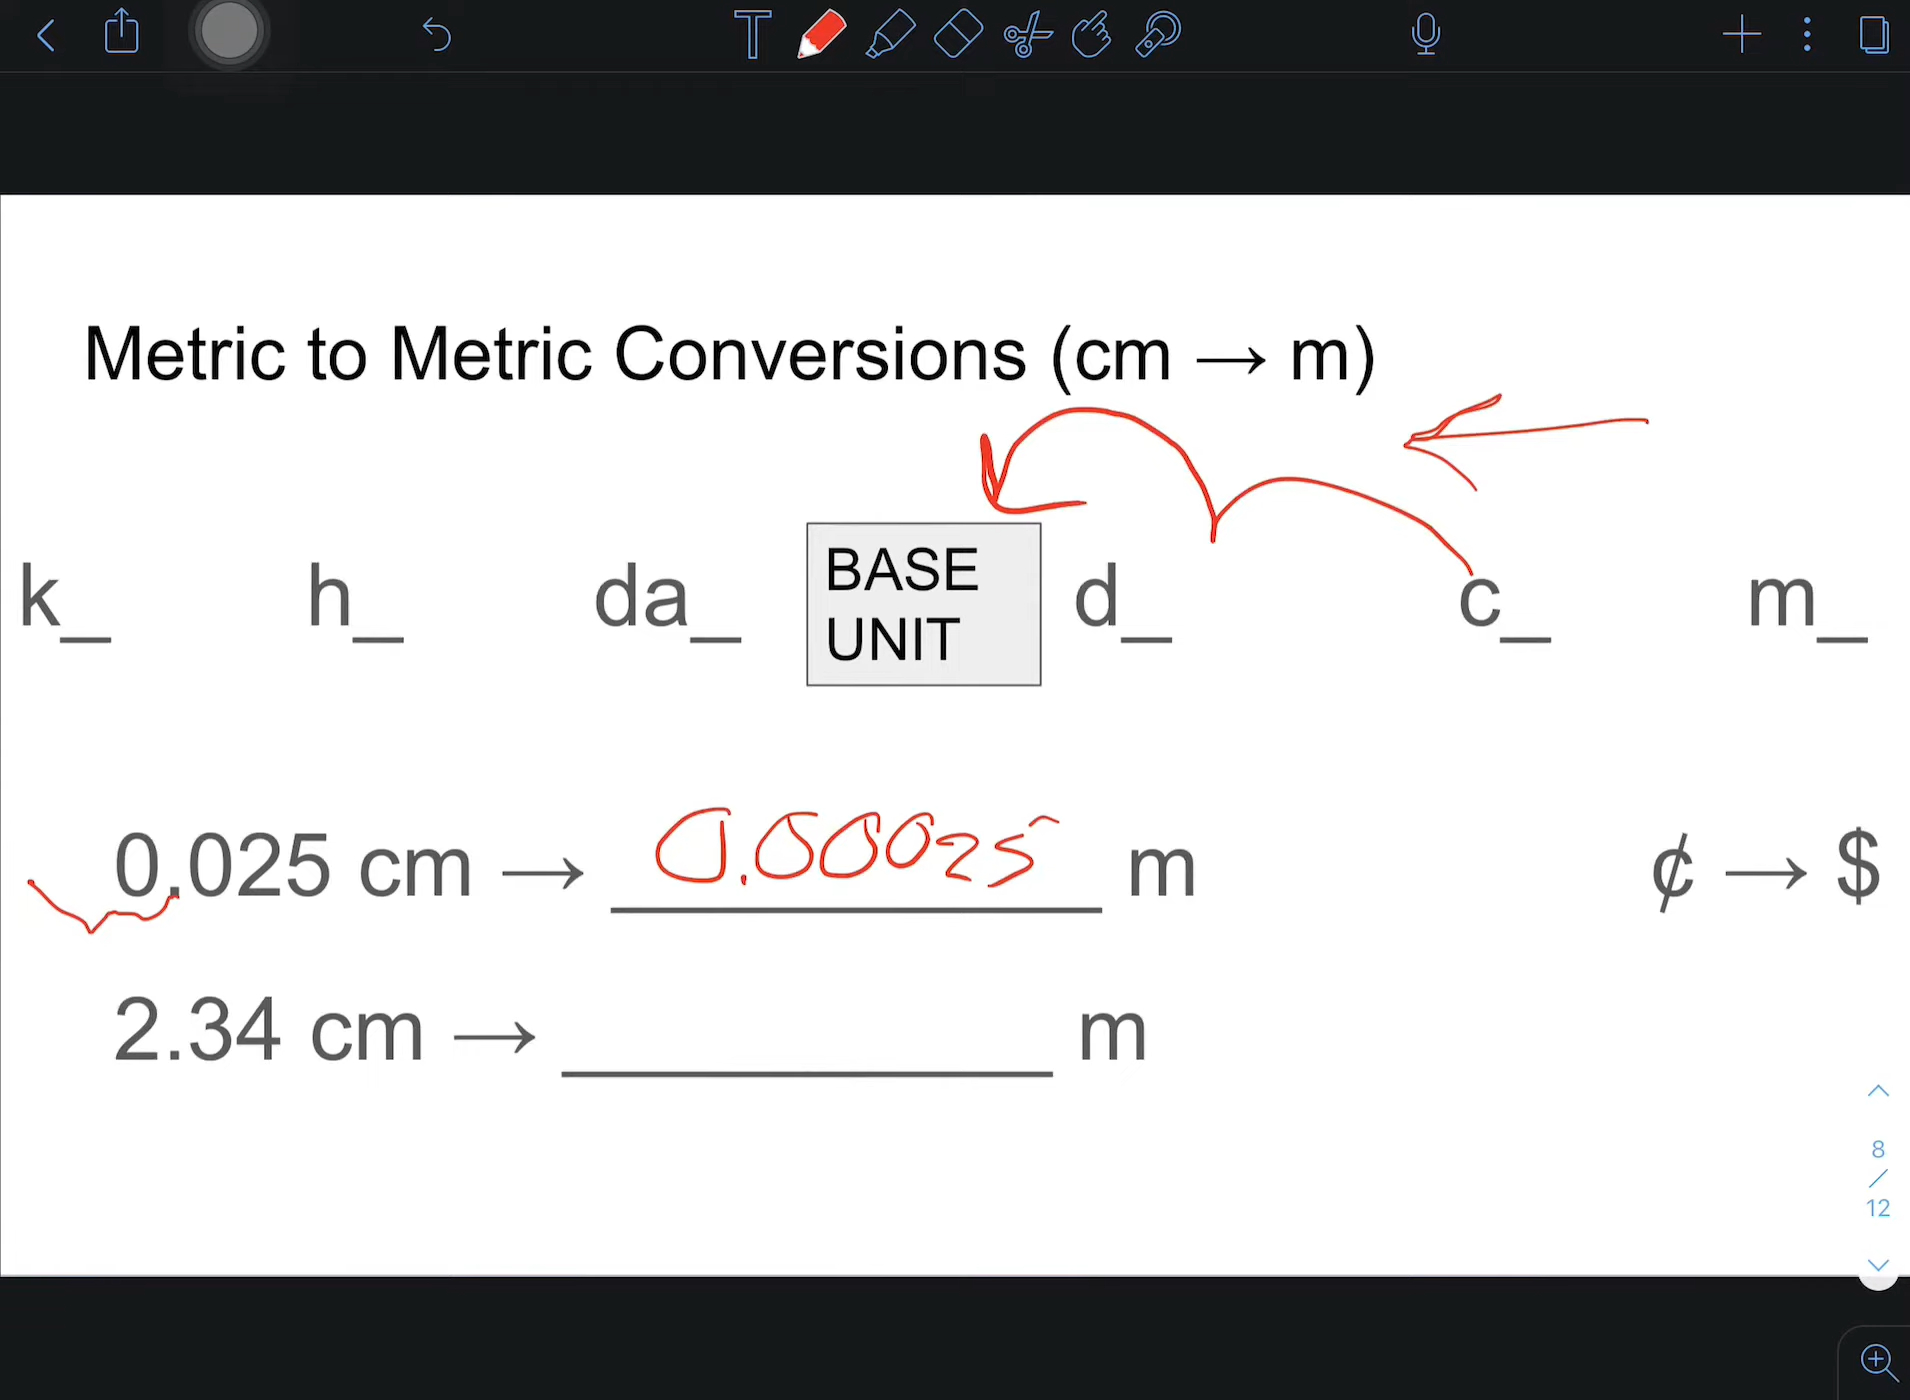 Metric to Metric Conversions (cm → m)
k_ h_ da_ BASE UNIT d_ c_ m_
0.025 cm → 0.00025 m ¢ → $
2.34 cm → ____________ m
8
/
12